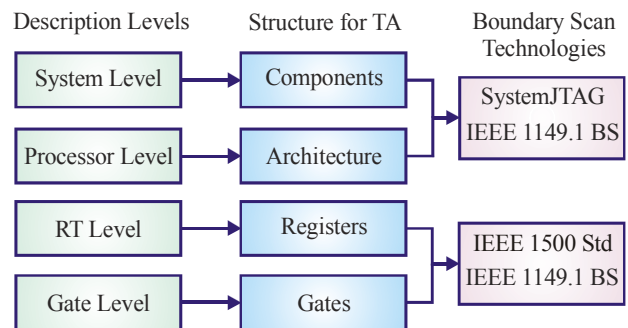 Description Levels
Structure for TA
Boundary Scan
Technologies
System Level
Components
SystemJTAG
IEEE 1149.1 BS
Processor Level
Architecture
RT Level
Registers
IEEE 1500 Std
IEEE 1149.1 BS
Gate Level
Gates